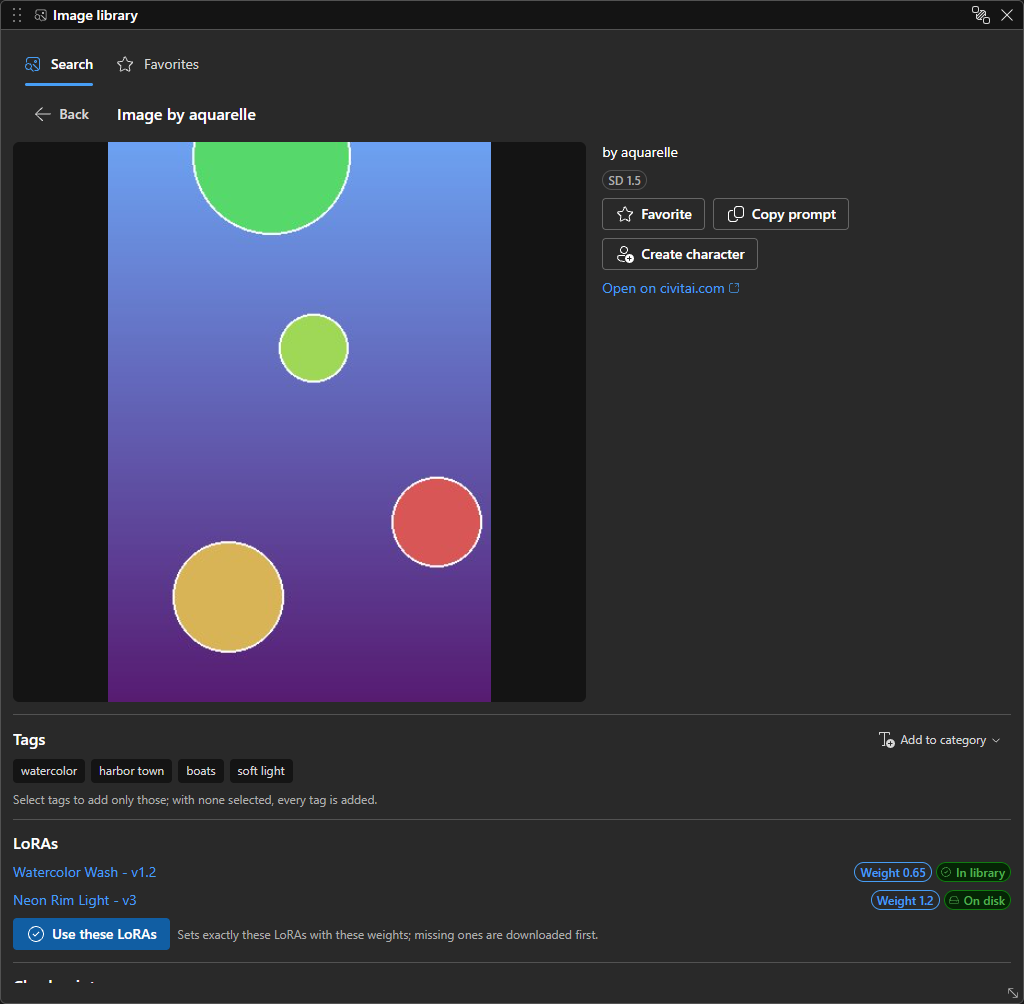 Image library
Search
Favorites
Back
Image by aquarelle
by aquarelle
SD 1.5
Favorite
Copy prompt
Create character
Open on civitai.com
Tags
Add to category
watercolor harbor town boats soft light
Select tags to add only those; with none selected, every tag is added.
LoRAs
Watercolor Wash - v1.2 Weight 0.65 In library
Neon Rim Light - v3 Weight 1.2 On disk
Use these LoRAs Sets exactly these LoRAs with these weights; missing ones are downloaded first.